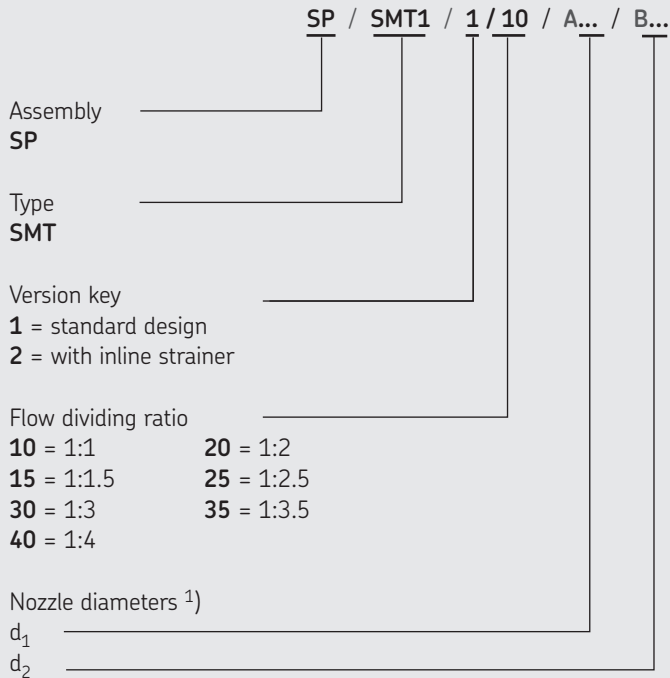 SP / SMT1 / 1 / 10 / A... / B...
Assembly
SP
Type
SMT
Version key
1 = standard design
2 = with inline strainer
Flow dividing ratio
10 = 1:1 20 = 1:2
15 = 1:1.5 25 = 1:2.5
30 = 1:3 35 = 1:3.5
40 = 1:4
Nozzle diameters ¹)
d₁
d₂